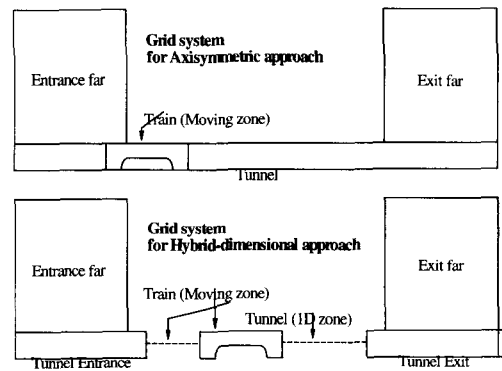 Grid system
for Axisymmetric approach
Entrance far
Exit far
Train (Moving zone)
Tunnel
Grid system
for Hybrid-dimensional approach
Entrance far
Exit far
Train (Moving zone)
Tunnel (1D zone)
Tunnel Entrance
Tunnel Exit